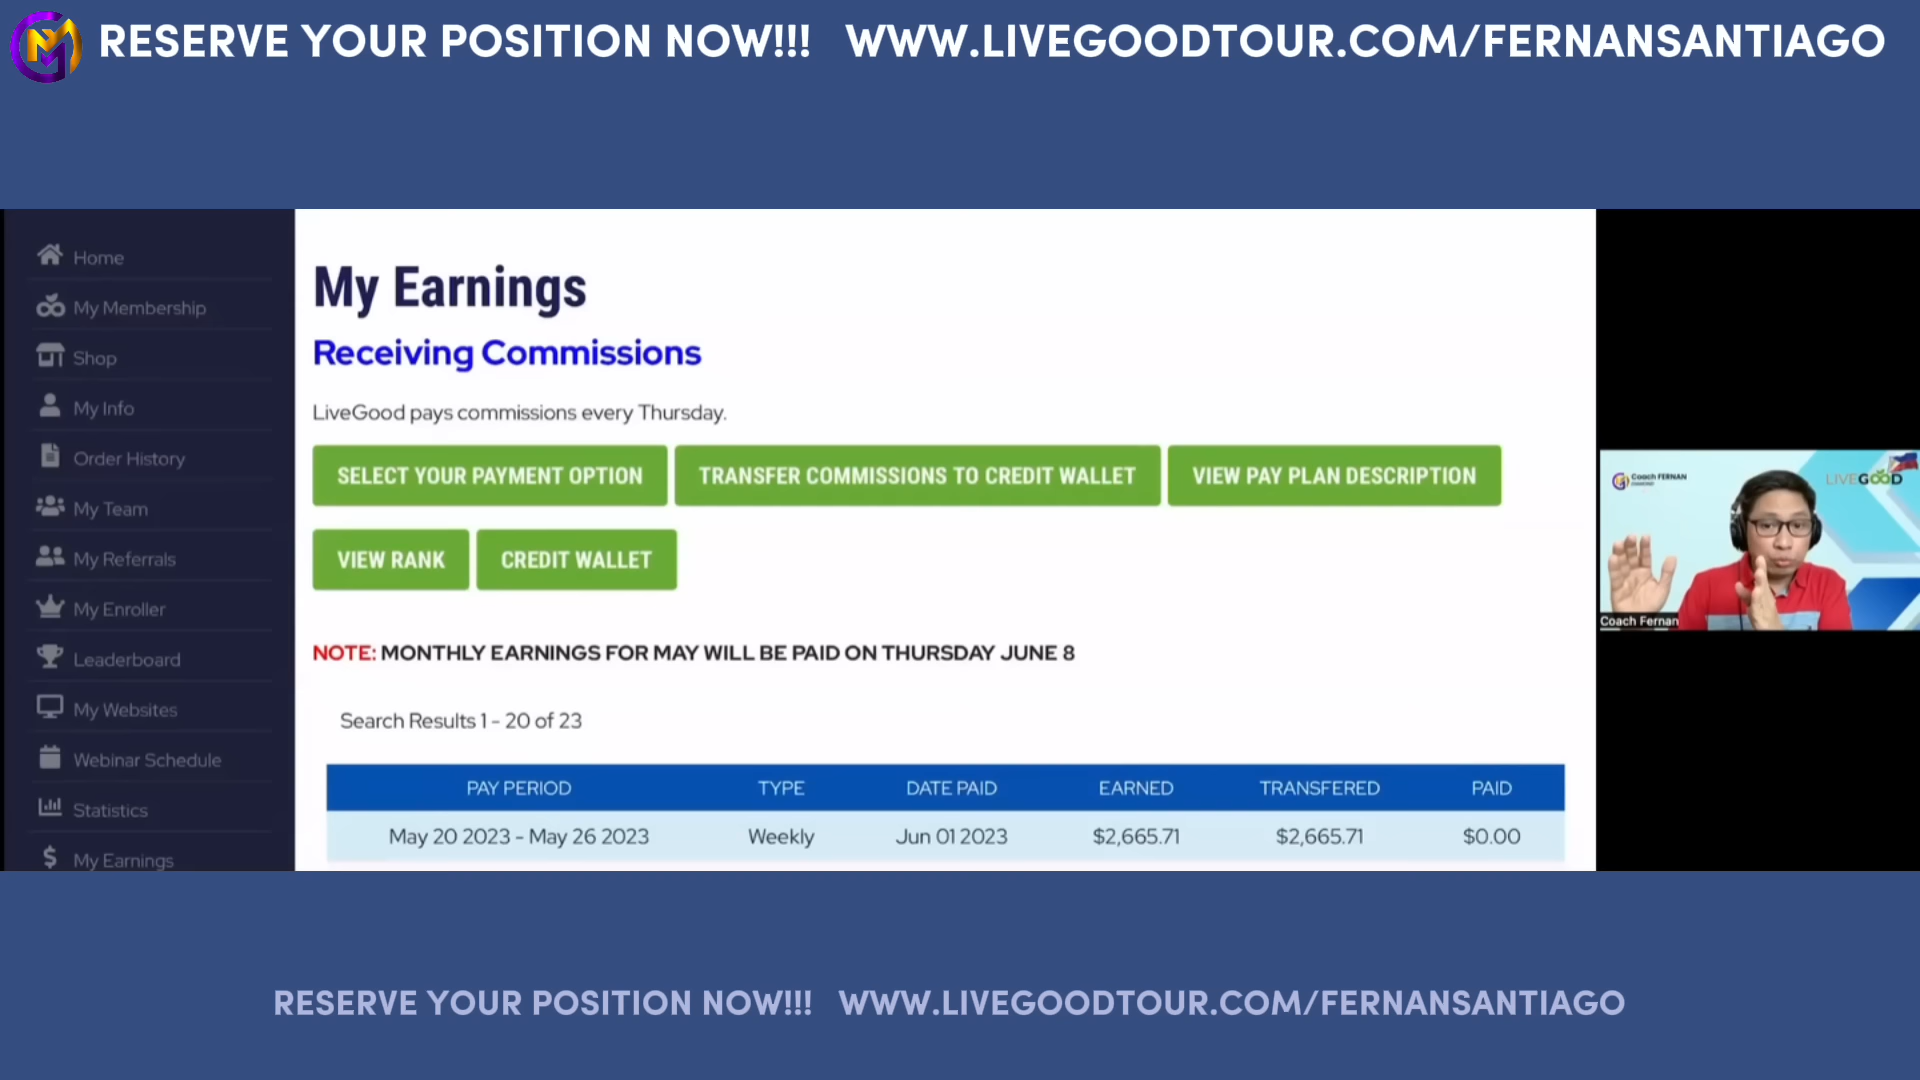 RESERVE YOUR POSITION NOW!!! WWW.LIVEGOODTOUR.COM/FERNANSANTIAGO
Home
My Membership
Shop
My Info
Order History
My Team
My Referrals
My Enroller
Leaderboard
My Websites
Webinar Schedule
Statistics
My Earnings
My Earnings
Receiving Commissions
LiveGood pays commissions every Thursday.
SELECT YOUR PAYMENT OPTION TRANSFER COMMISSIONS TO CREDIT WALLET VIEW PAY PLAN DESCRIPTION
VIEW RANK CREDIT WALLET
NOTE: MONTHLY EARNINGS FOR MAY WILL BE PAID ON THURSDAY JUNE 8
Search Results 1 - 20 of 23
PAY PERIOD TYPE DATE PAID EARNED TRANSFERED PAID
May 20 2023 - May 26 2023 Weekly Jun 01 2023 $2,665.71 $2,665.71 $0.00
Coach FERNAN
LIVEGOOD
Coach Fernan
RESERVE YOUR POSITION NOW!!! WWW.LIVEGOODTOUR.COM/FERNANSANTIAGO